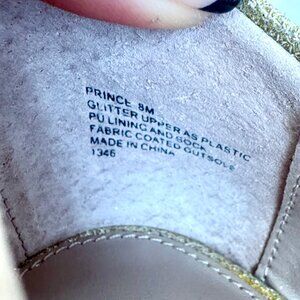 PRINCE 8M
GLITTER UPPER AS PLASTIC
PU LINING AND SOCK
FABRIC COATED OUTSOLE
MADE IN CHINA
1346